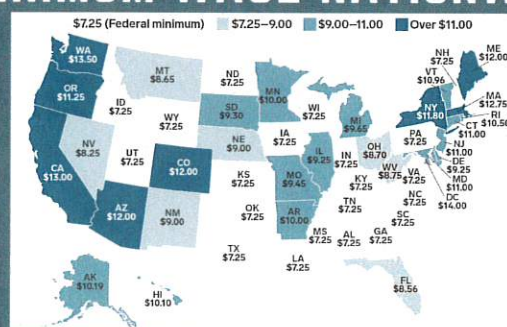 $7.25 (Federal minimum)
$7.25–9.00
$9.00–11.00
Over $11.00
WA
$13.50
OR
$11.25
CA
$13.00
NV
$8.25
ID
$7.25
MT
$8.65
WY
$7.25
UT
$7.25
AZ
$12.00
CO
$12.00
NM
$9.00
ND
$7.25
SD
$9.30
NE
$9.00
KS
$7.25
OK
$7.25
TX
$7.25
MN
$10.00
IA
$7.25
MO
$9.45
AR
$10.00
LA
$7.25
WI
$7.25
IL
$9.25
MI
$9.65
IN
$7.25
OH
$8.70
KY
$7.25
TN
$7.25
MS
$7.25
AL
$7.25
GA
$7.25
FL
$8.56
SC
$7.25
NC
$7.25
VA
$7.25
WV
$8.75
PA
$7.25
NY
$11.80
VT
$10.96
NH
$7.25
ME
$12.00
MA
$12.75
RI
$10.50
CT
$11.00
NJ
$11.00
DE
$9.25
MD
$11.00
DC
$14.00
AK
$10.19
HI
$10.10